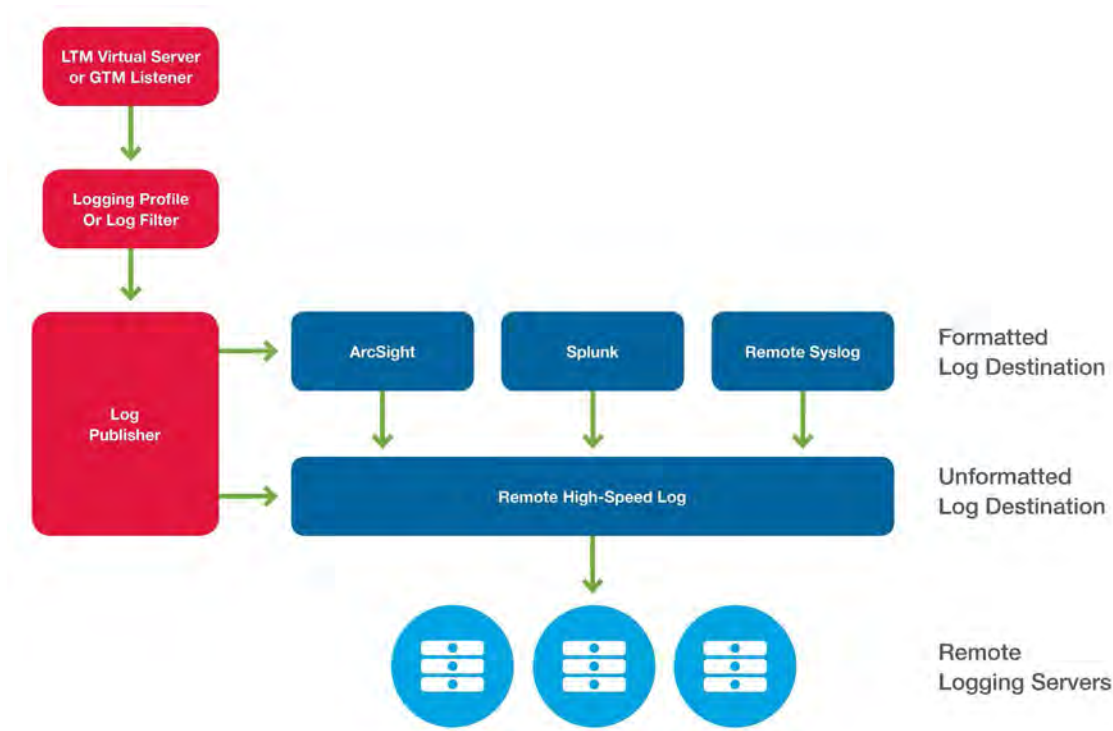 LTM Virtual Server
or GTM Listener
Logging Profile
Or Log Filter
Log
Publisher
ArcSight
Splunk
Remote Syslog
Formatted
Log Destination
Remote High-Speed Log
Unformatted
Log Destination
Remote
Logging Servers